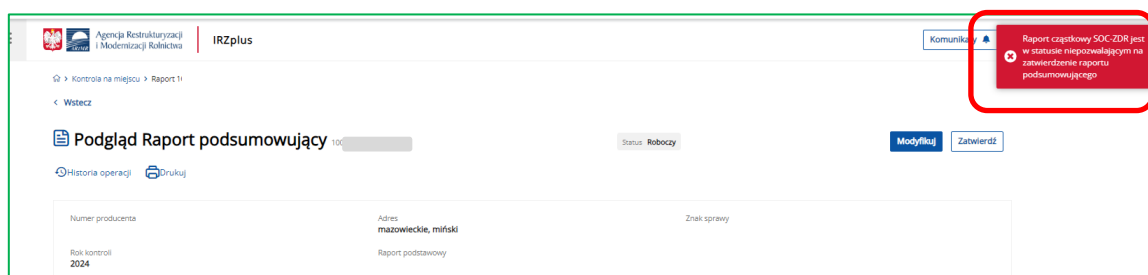 Agencja Restrukturyzacji
i Modernizacji Rolnictwa
ARiMR
IRZplus
Komunikaty
Raport cząstkowy SOC-ZDR jest
w statusie niepozwalającym na
zatwierdzenie raportu
podsumowującego
> Kontrola na miejscu > Raport
< Wstecz
Podgląd Raport podsumowujący
Status Roboczy
Modyfikuj
Zatwierdź
Historia operacji
Drukuj
Numer producenta
Adres
mazowieckie, miński
Znak sprawy
Rok kontroli
2024
Raport podstawowy